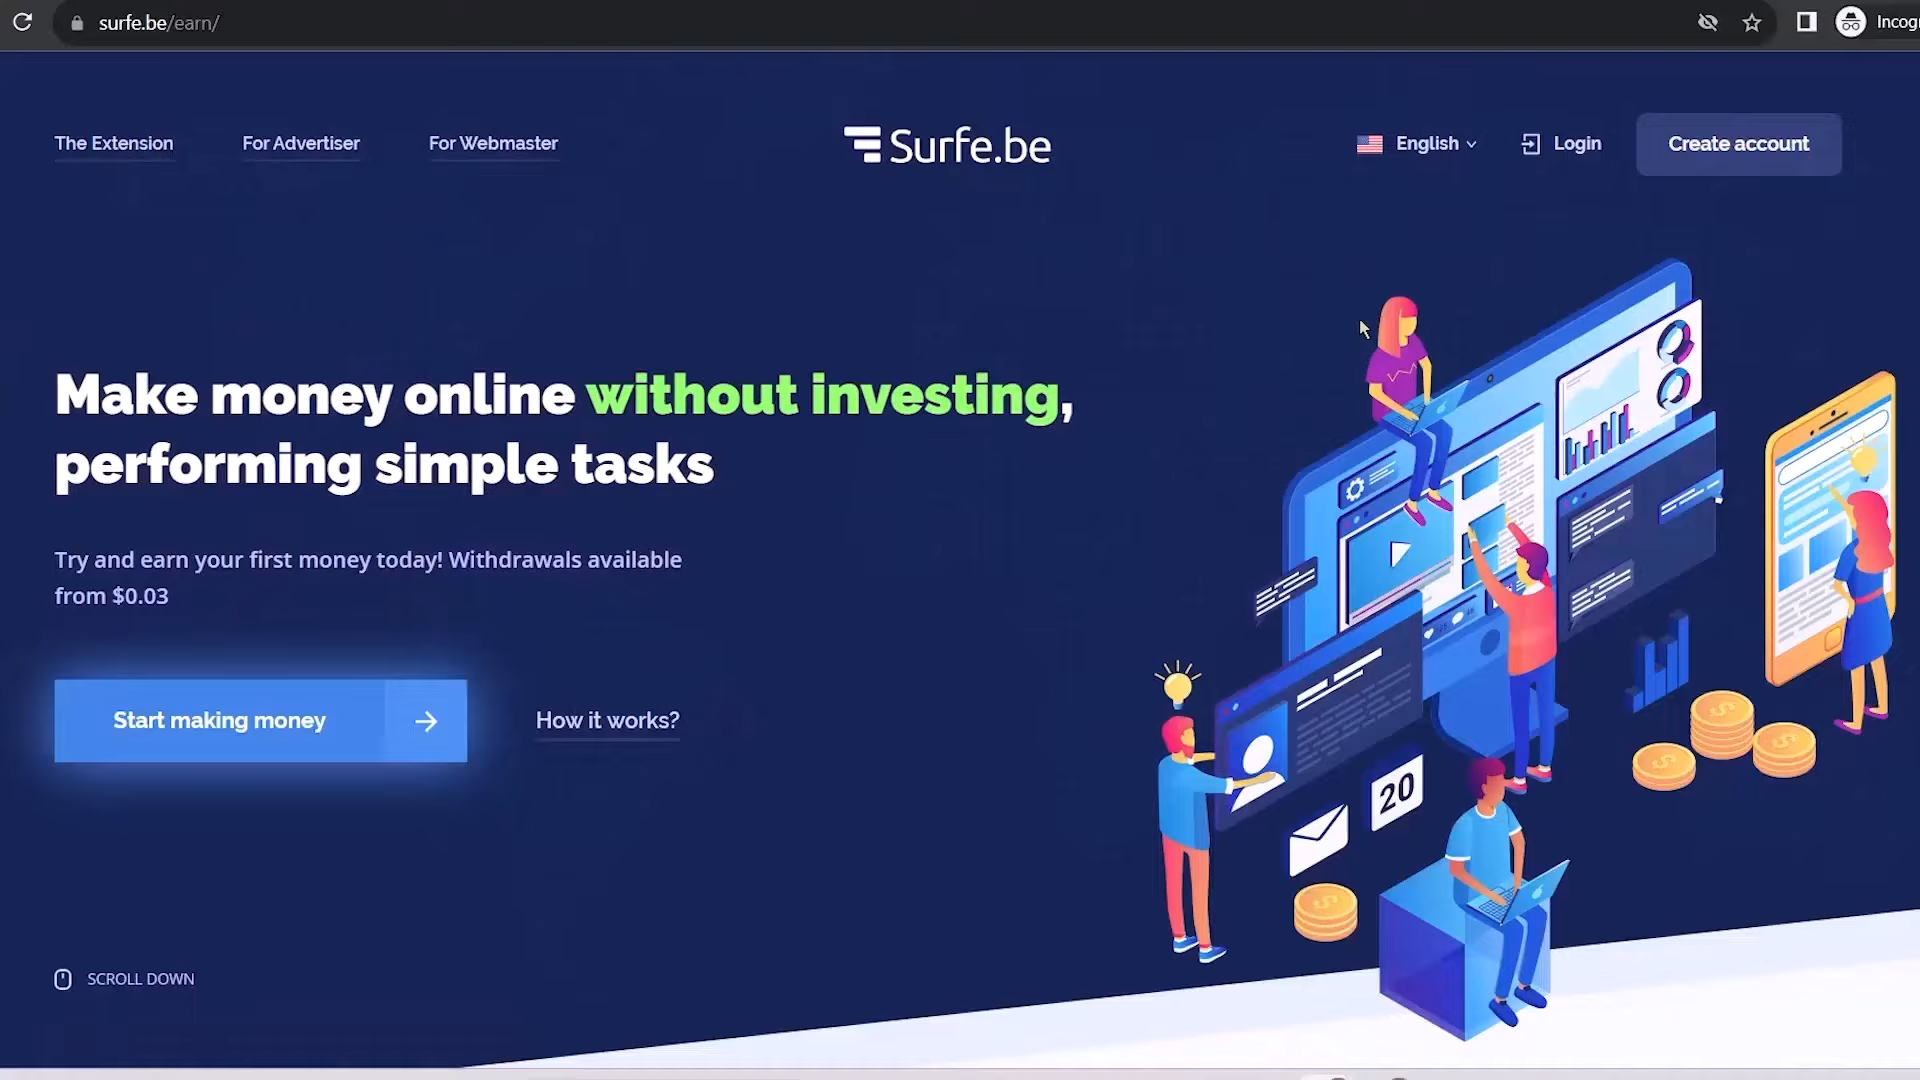 surfe.be/earn/
Incog
The Extension
For Advertiser
For Webmaster
Surfe.be
English
Login
Create account
Make money online without investing,
performing simple tasks
Try and earn your first money today! Withdrawals available
from $0.03
Start making money
How it works?
20
SCROLL DOWN